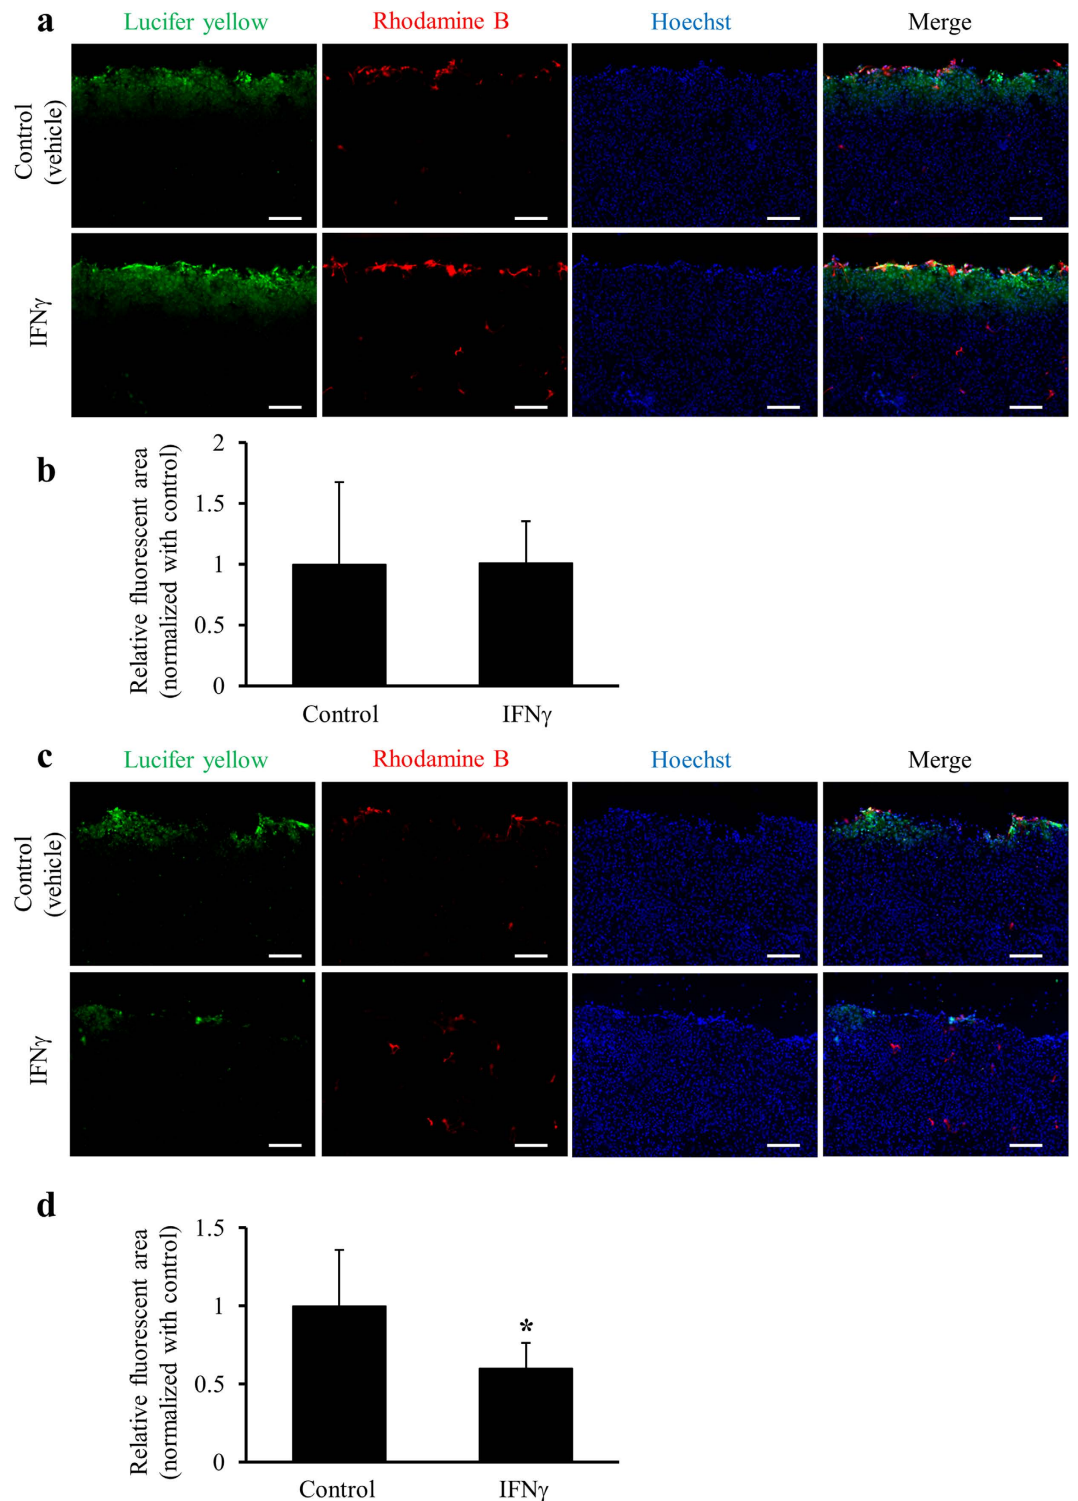 a
Lucifer yellow
Rhodamine B
Hoechst
Merge
Control
(vehicle)
IFNγ
b
Relative fluorescent area
(normalized with control)
2
1.5
1
0.5
0
Control
IFNγ
c
Lucifer yellow
Rhodamine B
Hoechst
Merge
Control
(vehicle)
IFNγ
d
Relative fluorescent area
(normalized with control)
1.5
1
0.5
0
*
Control
IFNγ